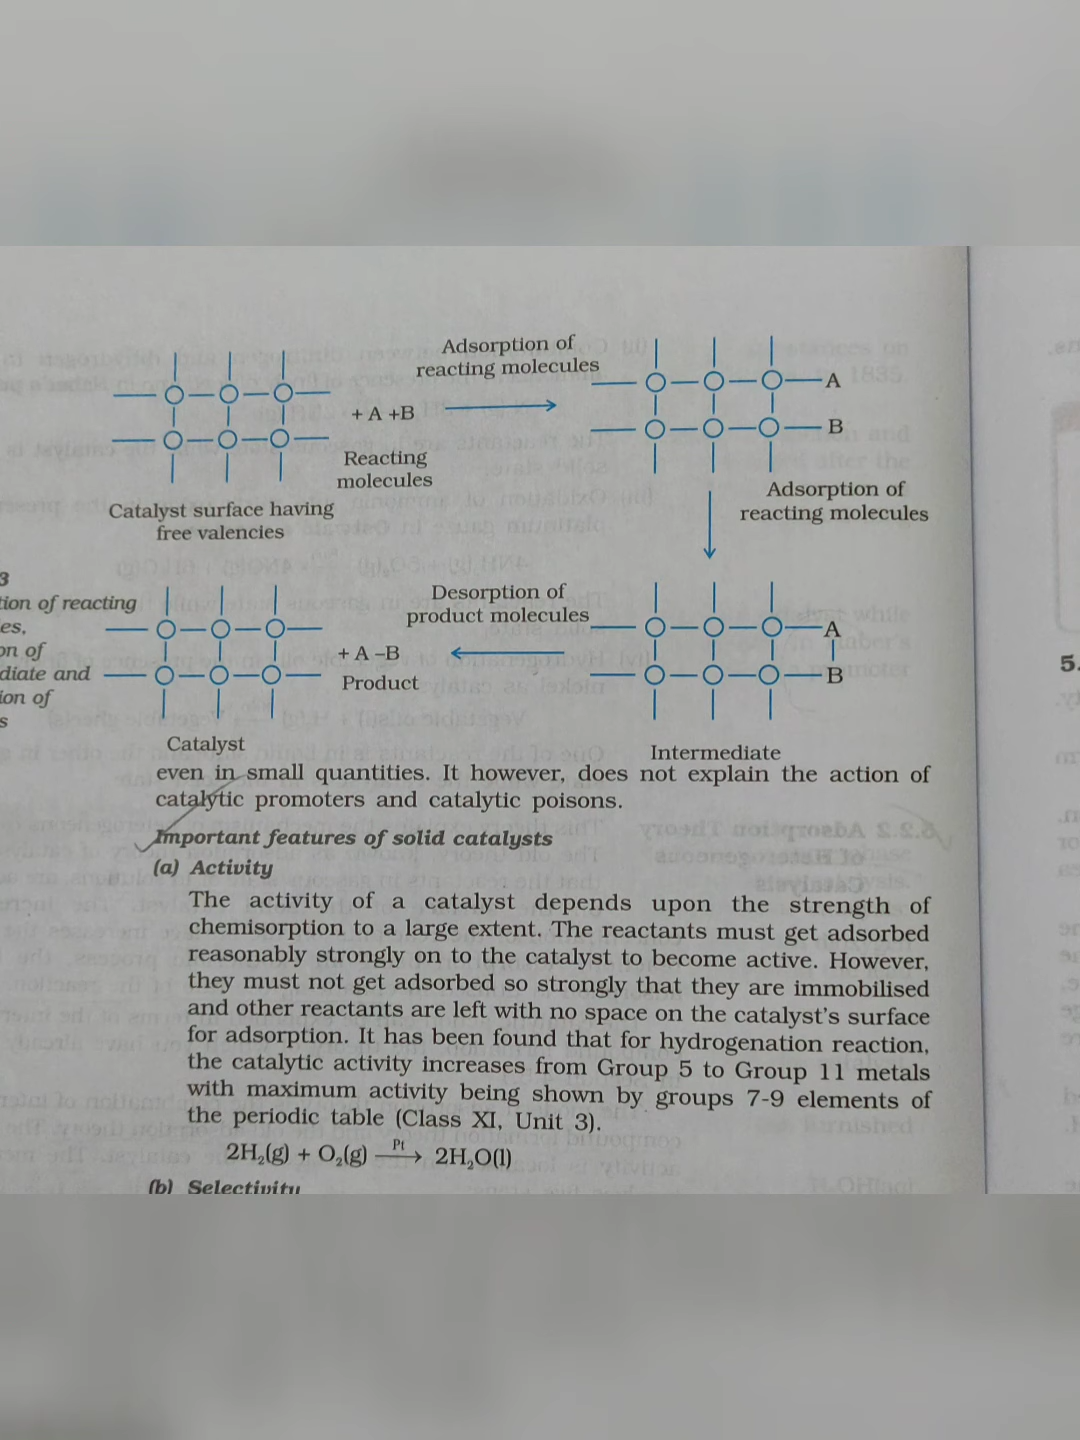 Adsorption of
reacting molecules
+ A +B
Reacting
molecules
Catalyst surface having
free valencies
A
B
Adsorption of
reacting molecules
3
tion of reacting
es,
on of
diate and
ion of
s
Desorption of
product molecules
+ A –B
Product
Catalyst
A
B
Intermediate
even in small quantities. It however, does not explain the action of
catalytic promoters and catalytic poisons.
Important features of solid catalysts
(a) Activity
The activity of a catalyst depends upon the strength of
chemisorption to a large extent. The reactants must get adsorbed
reasonably strongly on to the catalyst to become active. However,
they must not get adsorbed so strongly that they are immobilised
and other reactants are left with no space on the catalyst's surface
for adsorption. It has been found that for hydrogenation reaction,
the catalytic activity increases from Group 5 to Group 11 metals
with maximum activity being shown by groups 7-9 elements of
the periodic table (Class XI, Unit 3).
2H₂(g) + O₂(g) —Pt→ 2H₂O(l)
(b) Selectivity
5.